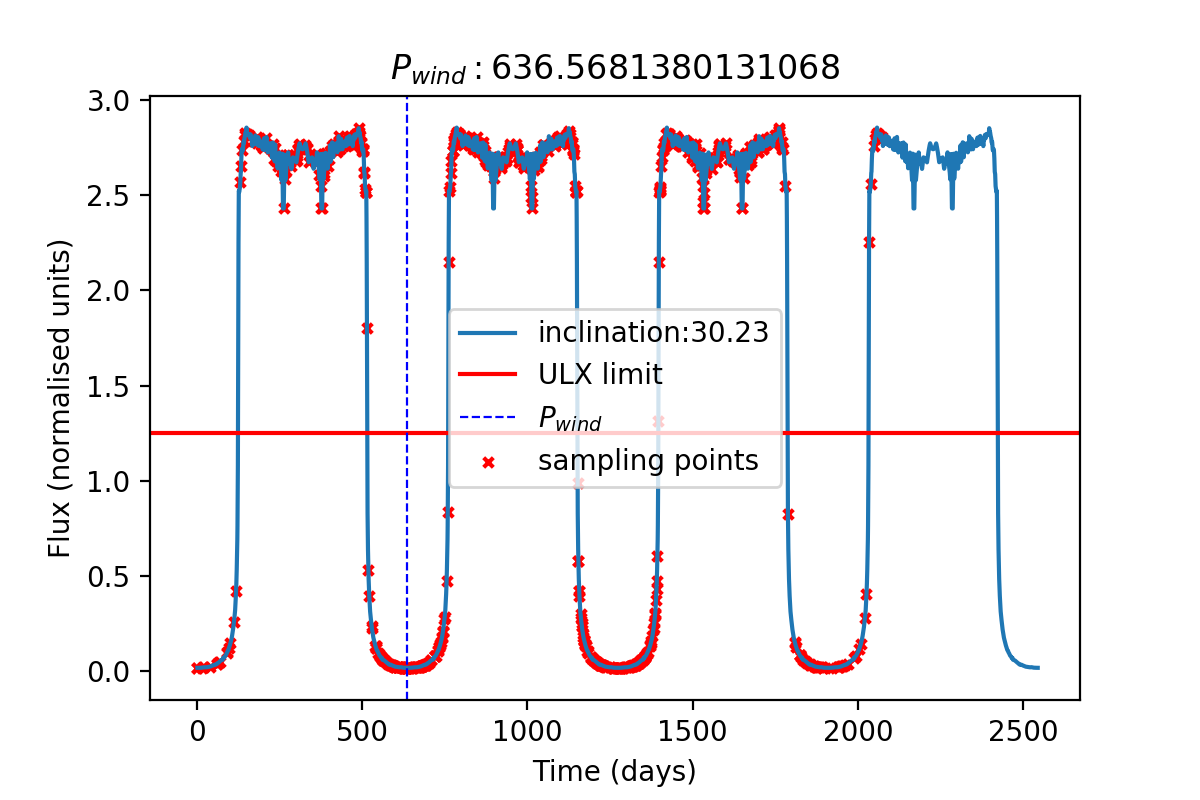 P_wind : 636.5681380131068
3.0
2.5
2.0
1.5
1.0
0.5
0.0
Flux (normalised units)
inclination:30.23
ULX limit
P_wind
sampling points
0 500 1000 1500 2000 2500
Time (days)